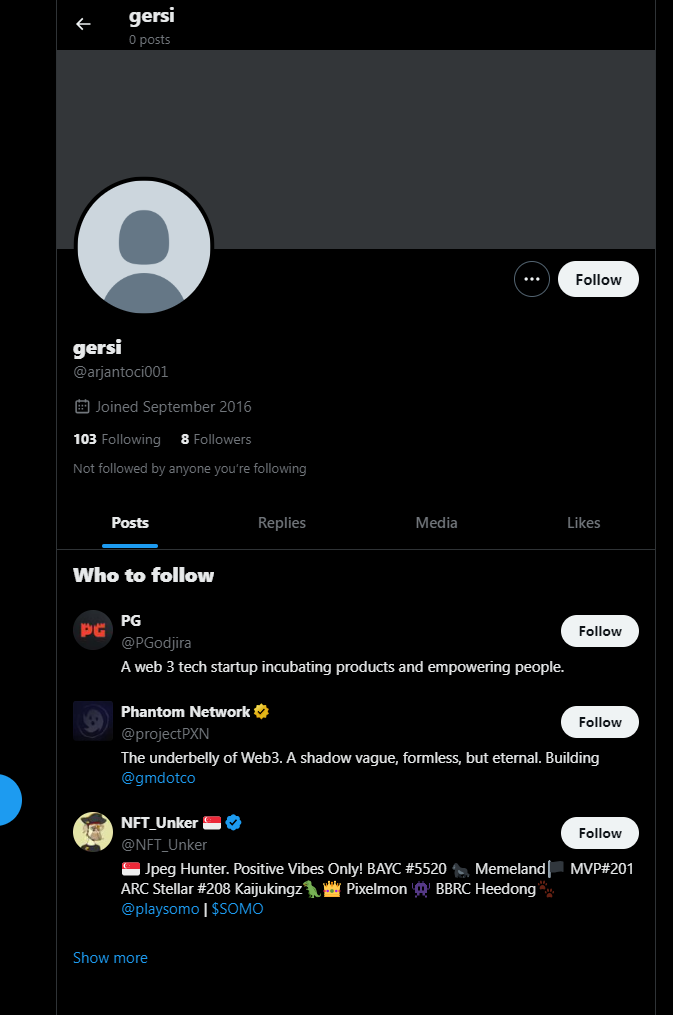 gersi
0 posts
Follow
gersi
@arjantoci001
Joined September 2016
103 Following 8 Followers
Not followed by anyone you're following
Posts Replies Media Likes
Who to follow
PG
PG
@PGodjira
Follow
A web 3 tech startup incubating products and empowering people.
Phantom Network
@projectPXN
Follow
The underbelly of Web3. A shadow vague, formless, but eternal. Building
@gmdotco
NFT_Unker 🇸🇬
@NFT_Unker
Follow
🇸🇬 Jpeg Hunter. Positive Vibes Only! BAYC #5520 🐈‍⬛ Memeland🏴 MVP#201
ARC Stellar #208 Kaijukingz🦖👑 Pixelmon 👾 BBRC Heedong🐾
@playsomo | $SOMO
Show more